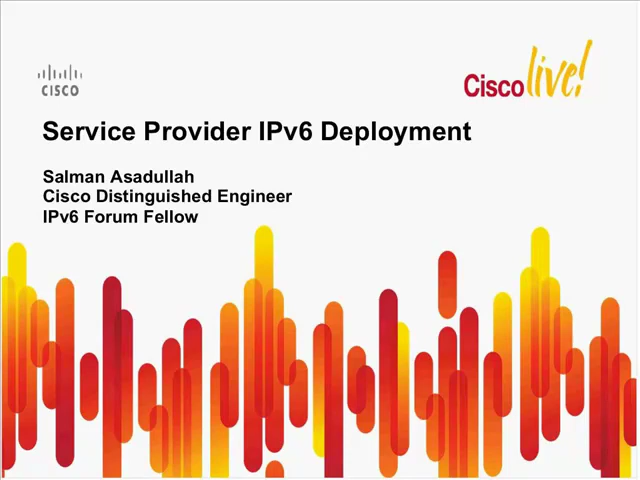 CISCO
Cisco live!
Service Provider IPv6 Deployment
Salman Asadullah
Cisco Distinguished Engineer
IPv6 Forum Fellow